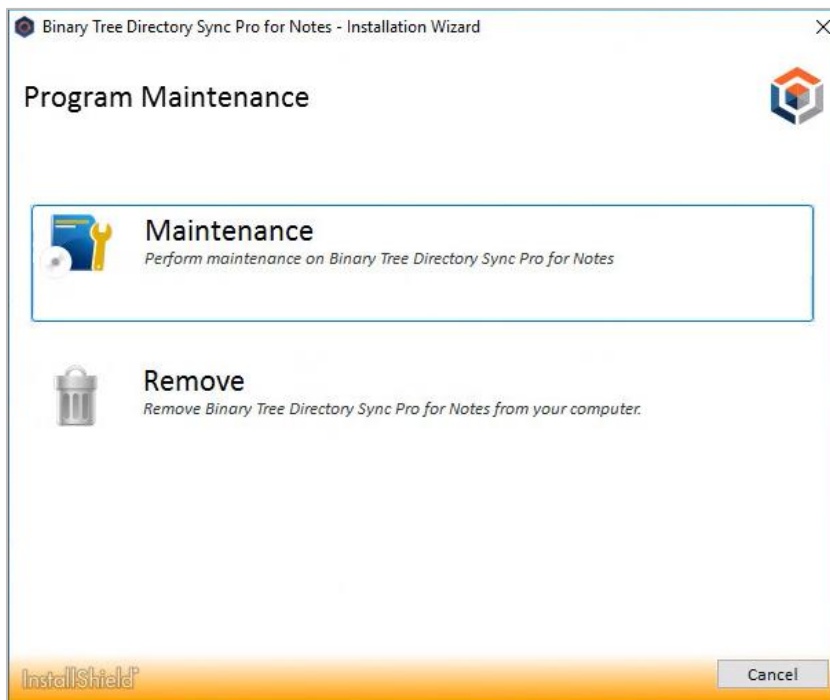 Binary Tree Directory Sync Pro for Notes - Installation Wizard
Program Maintenance
Maintenance
Perform maintenance on Binary Tree Directory Sync Pro for Notes
Remove
Remove Binary Tree Directory Sync Pro for Notes from your computer.
InstallShield
Cancel